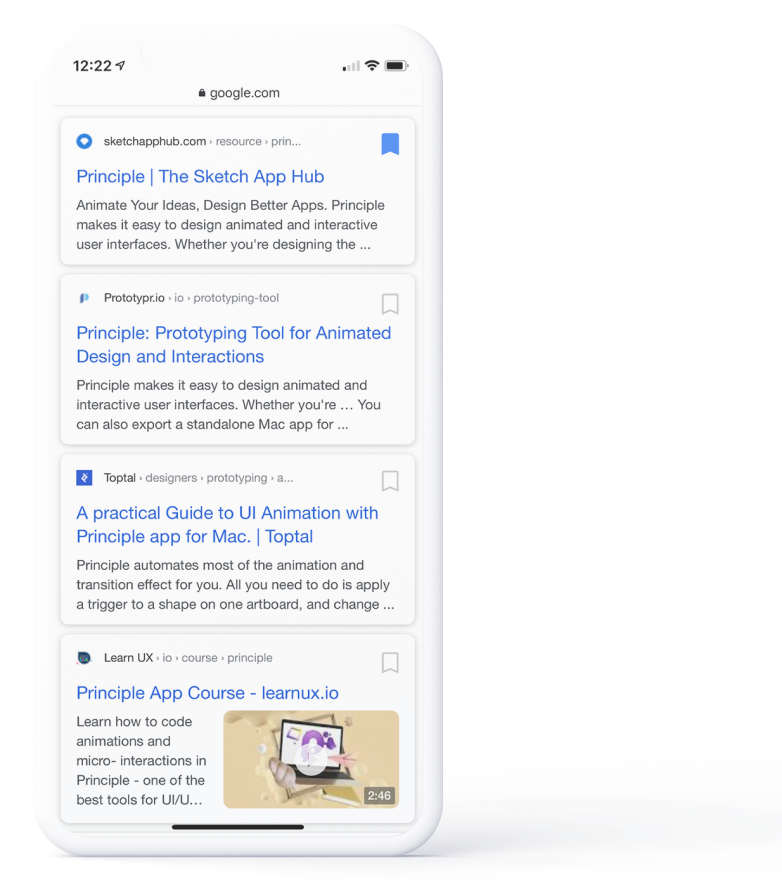 12:22
google.com
sketchapphub.com › resource › prin...
Principle | The Sketch App Hub
Animate Your Ideas, Design Better Apps. Principle
makes it easy to design animated and interactive
user interfaces. Whether you're designing the ...
Prototypr.io › io › prototyping-tool
Principle: Prototyping Tool for Animated
Design and Interactions
Principle makes it easy to design animated and
interactive user interfaces. Whether you're … You
can also export a standalone Mac app for ...
Toptal › designers › prototyping › a...
A practical Guide to UI Animation with
Principle app for Mac. | Toptal
Principle automates most of the animation and
transition effect for you. All you need to do is apply
a trigger to a shape on one artboard, and change ...
Learn UX › io › course › principle
Principle App Course - learnux.io
Learn how to code
animations and
micro- interactions in
Principle - one of the
best tools for UI/U...
2:46